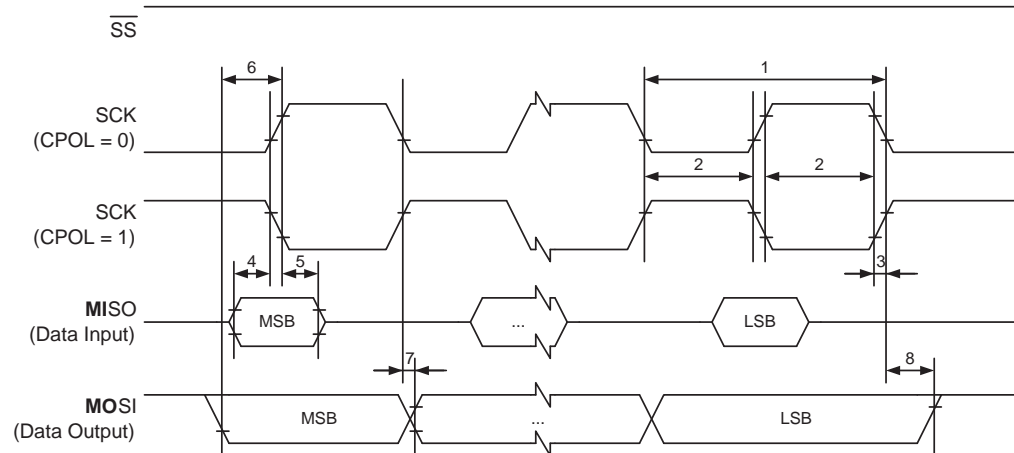 SS
6
1
SCK
(CPOL = 0)
2
2
SCK
(CPOL = 1)
4
5
3
MISO
(Data Input)
MSB
...
LSB
7
8
MOSI
(Data Output)
MSB
...
LSB